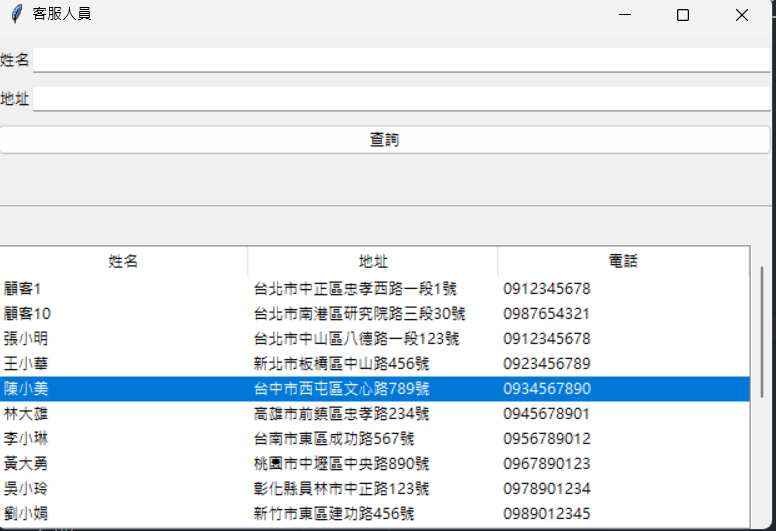 客服人員
姓名
地址
查詢
姓名 地址 電話
顧客1 台北市中正區忠孝西路一段1號 0912345678
顧客10 台北市南港區研究院路三段30號 0987654321
張小明 台北市中山區八德路一段123號 0912345678
王小華 新北市板橋區中山路456號 0923456789
陳小美 台中市西屯區文心路789號 0934567890
林大雄 高雄市前鎮區忠孝路234號 0945678901
李小琳 台南市東區成功路567號 0956789012
黃大勇 桃園市中壢區中央路890號 0967890123
吳小玲 彰化縣員林市中正路123號 0978901234
劉小娟 新竹市東區建功路456號 0989012345